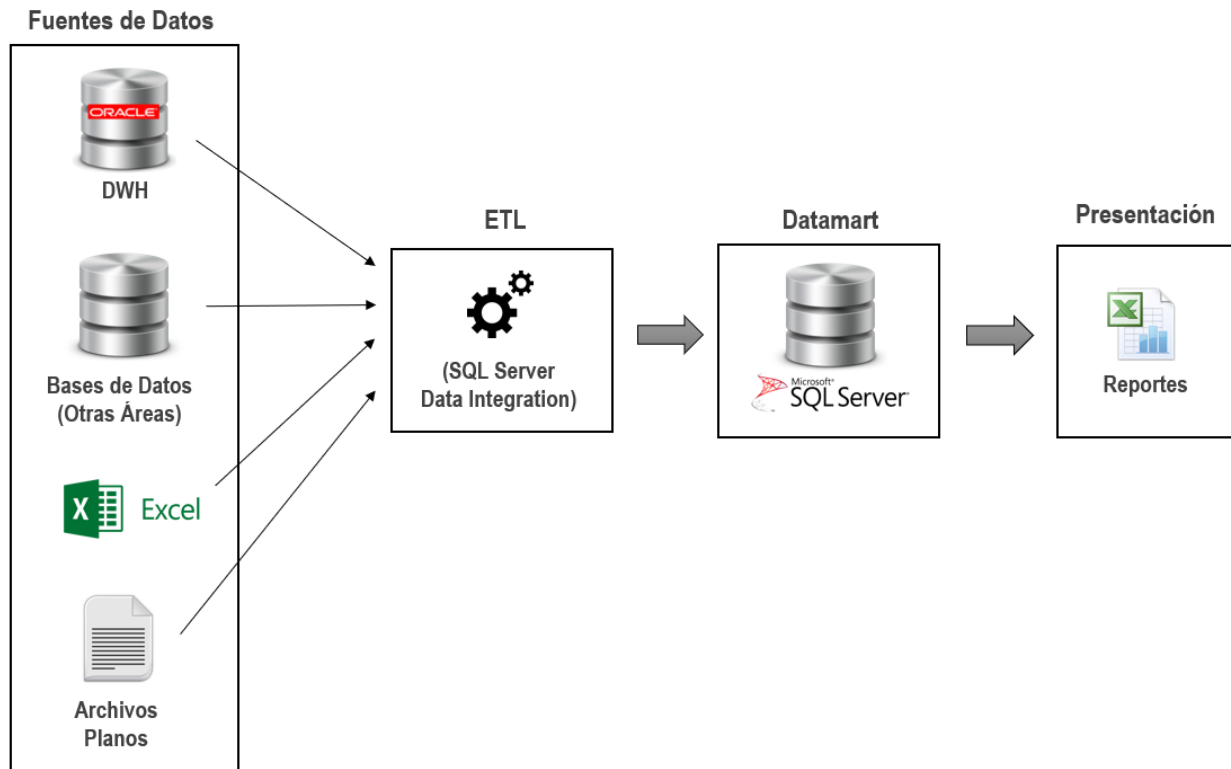 Fuentes de Datos
ORACLE
DWH
Bases de Datos
(Otras Áreas)
X
Excel
Archivos
Planos
ETL
(SQL Server
Data Integration)
Datamart
Microsoft®
SQL Server®
Presentación
X
Reportes